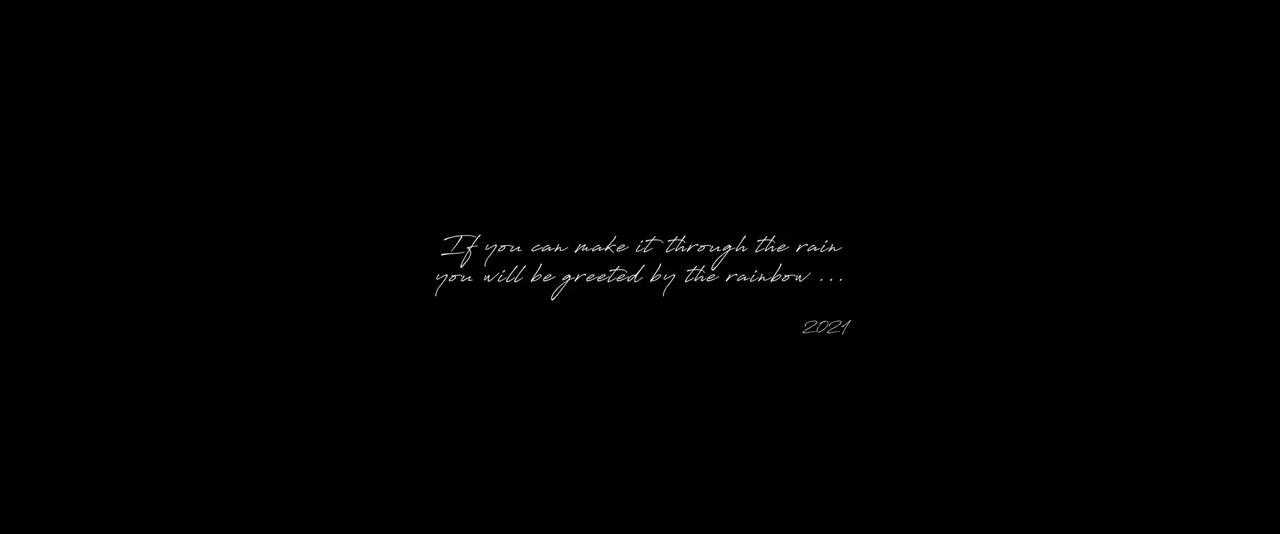 If you can make it through the rain
you will be greeted by the rainbow ...
2021